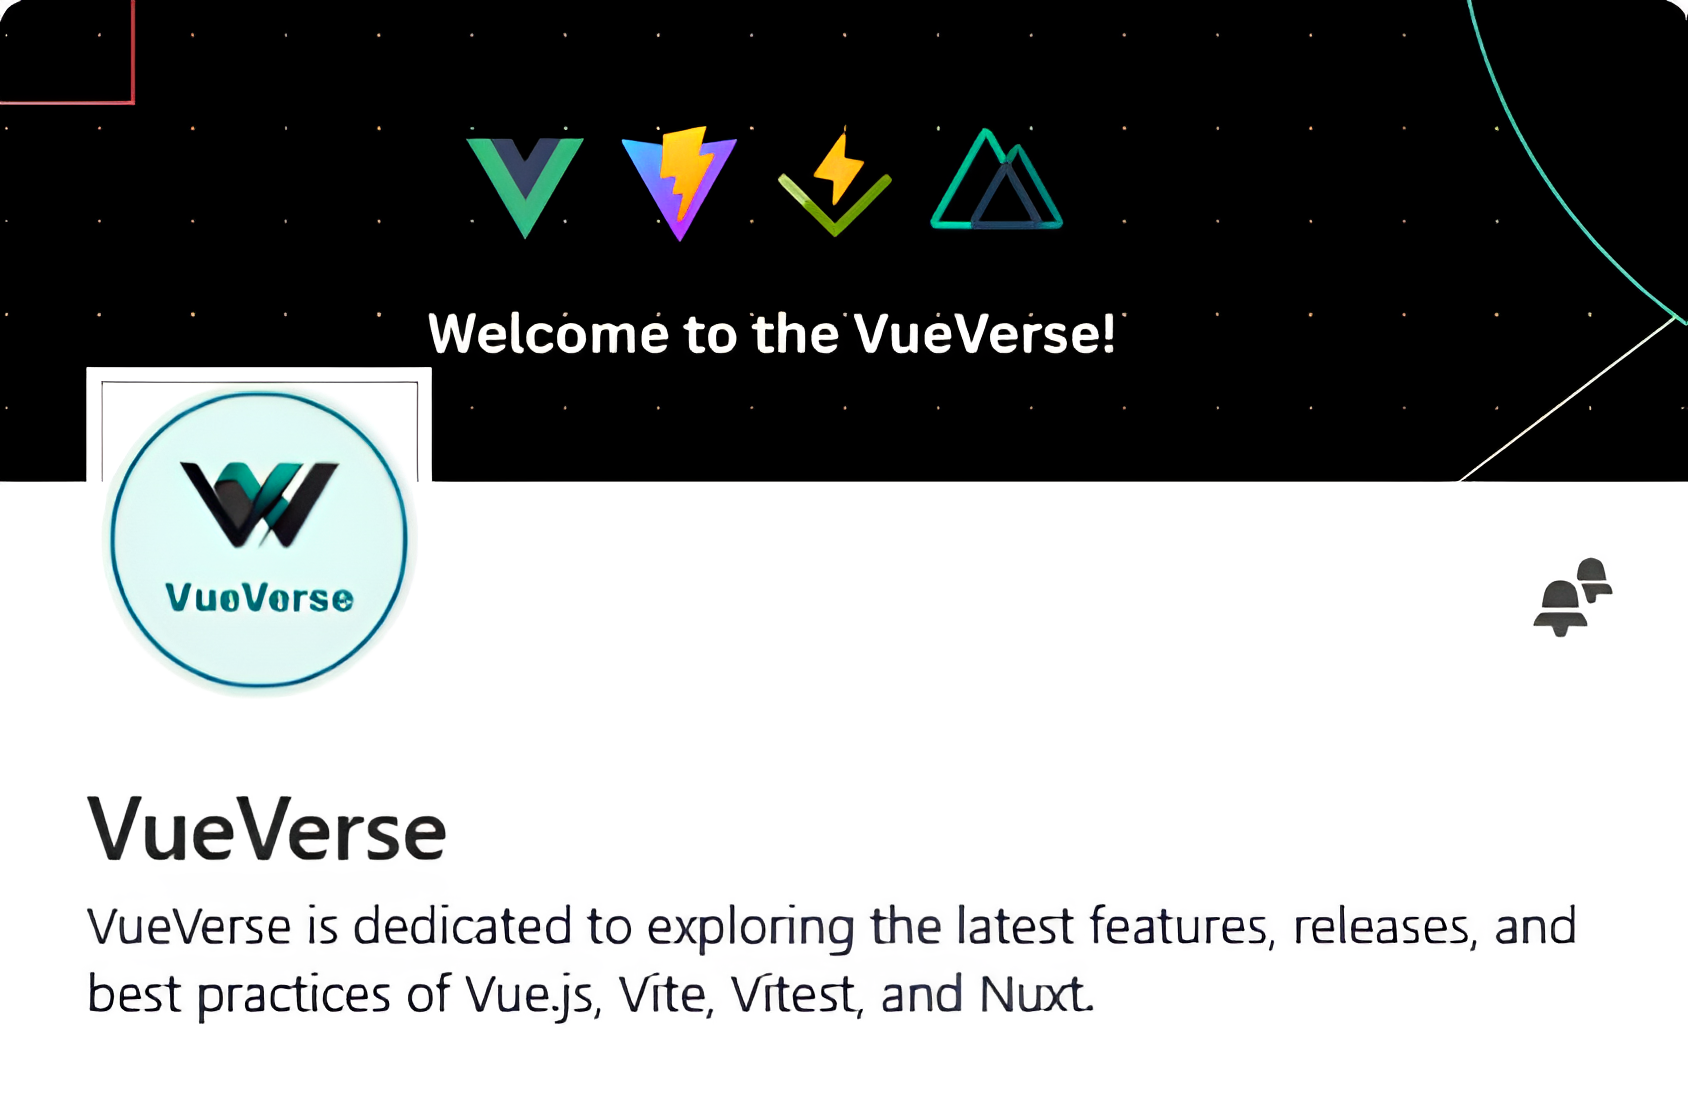 Welcome to the VueVerse!
VueVerse
VueVerse
VueVerse is dedicated to exploring the latest features, releases, and
best practices of Vue.js, Vite, Vitest, and Nuxt.